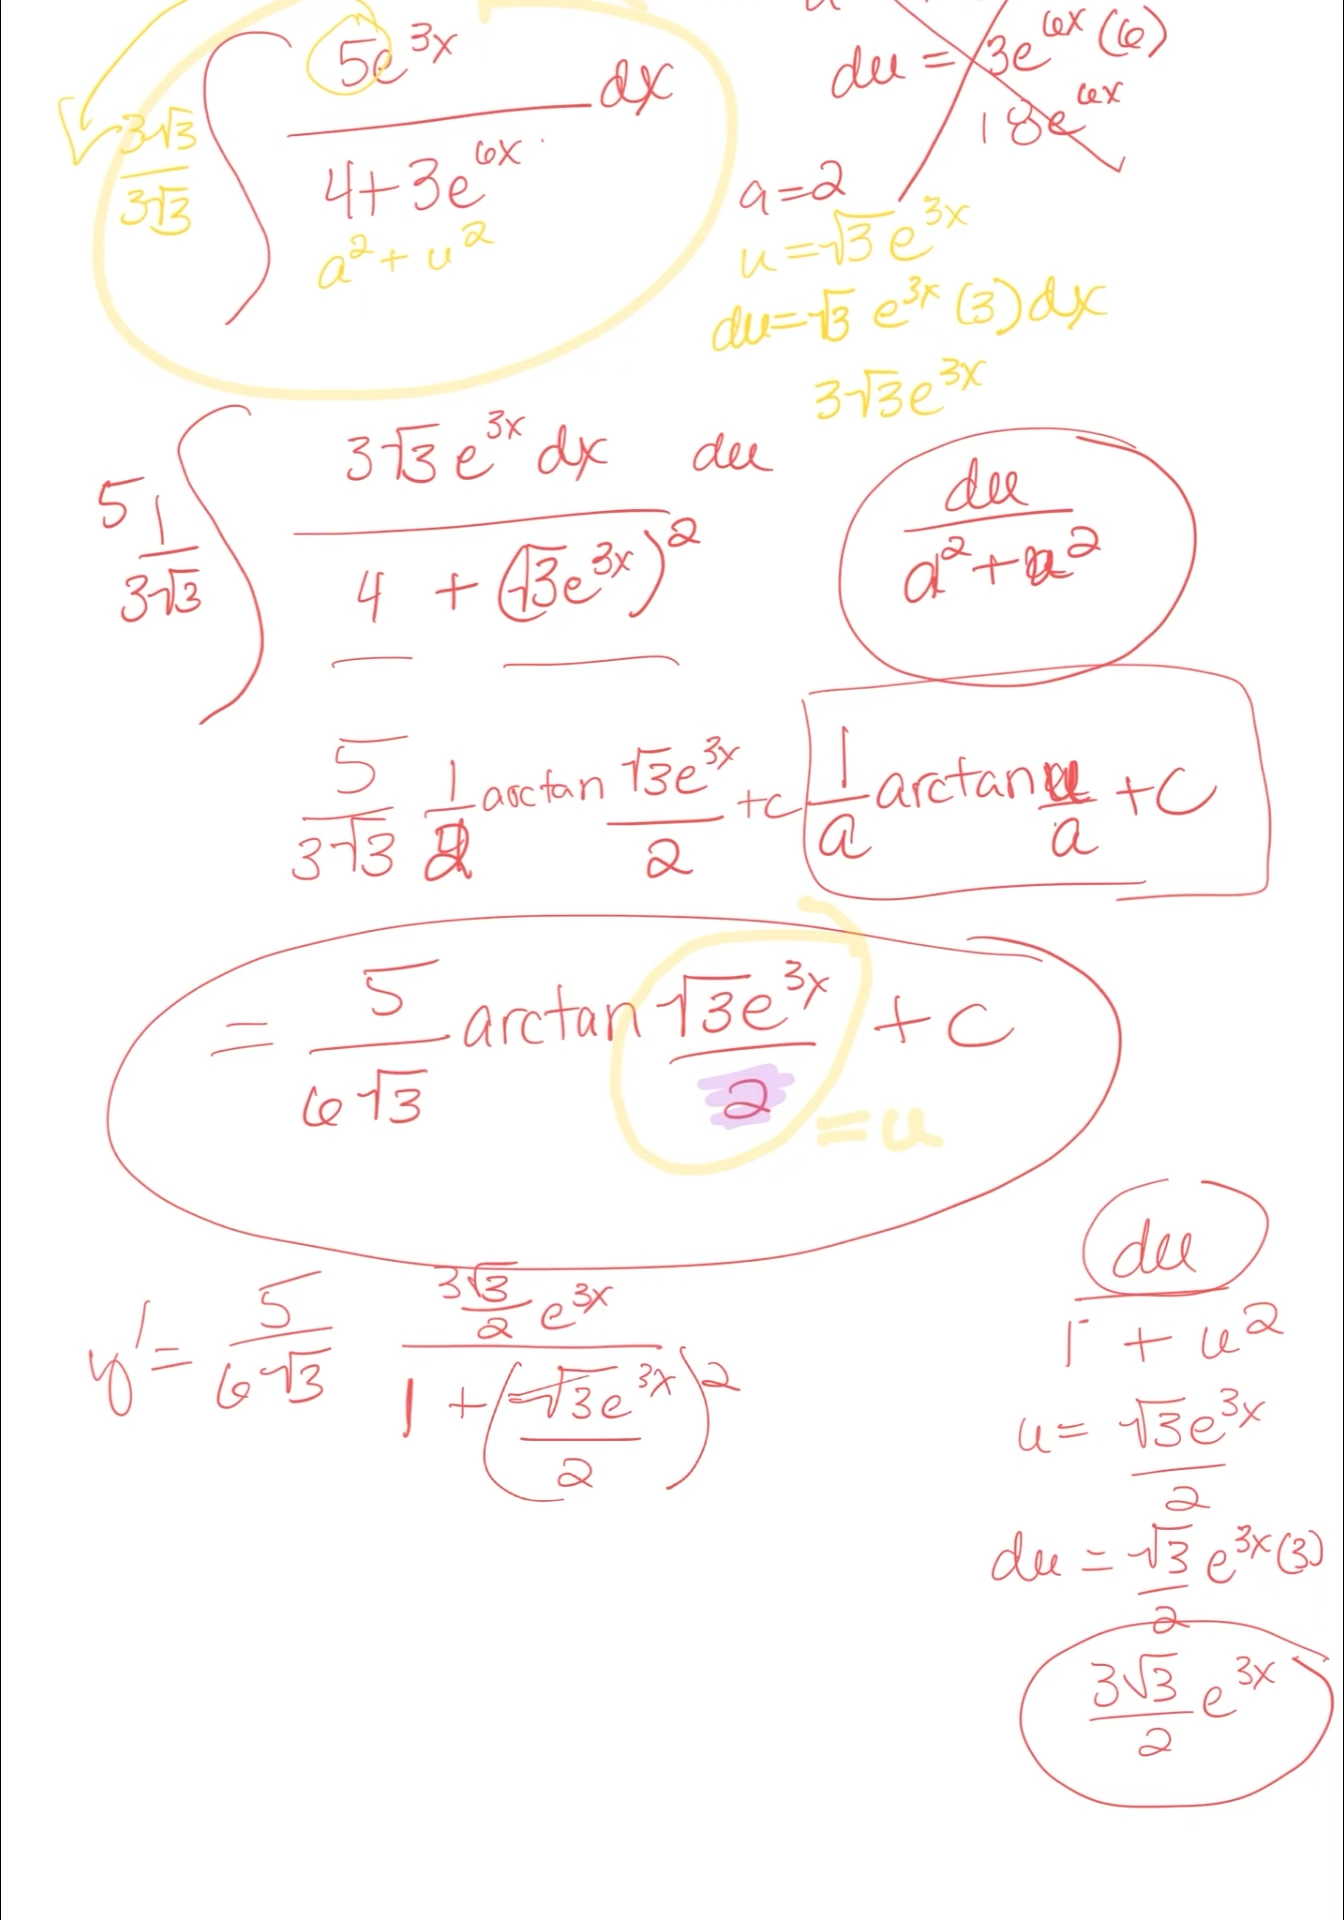 ∫ 5e^{3x} / (4+3e^{6x}) dx
3√3 / 3√3
a² + u²
du = 3e^{6x}(6)
18e^{6x}
a=2
u=√3e^{3x}
du=√3 e^{3x}(3)dx
3√3e^{3x}
5 1/(3√3) ∫ 3√3 e^{3x} dx / (4 + (√3e^{3x})²) du
du / (a²+u²)
5/(3√3) 1/2 arctan √3e^{3x}/2 +c
1/a arctan u/a +C
= 5/(6√3) arctan √3e^{3x}/2 + C
= u
y' = 5/(6√3) (3√3/2 e^{3x}) / (1 + (√3e^{3x}/2)²)
du / (1 + u²)
u = √3e^{3x}/2
du = √3/2 e^{3x}(3)
3√3/2 e^{3x}